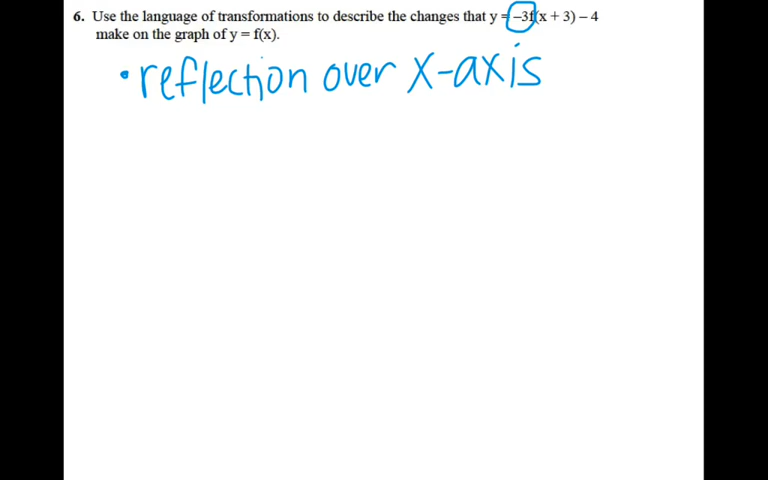 6. Use the language of transformations to describe the changes that y = –3f(x + 3) – 4
make on the graph of y = f(x).
• reflection over x-axis